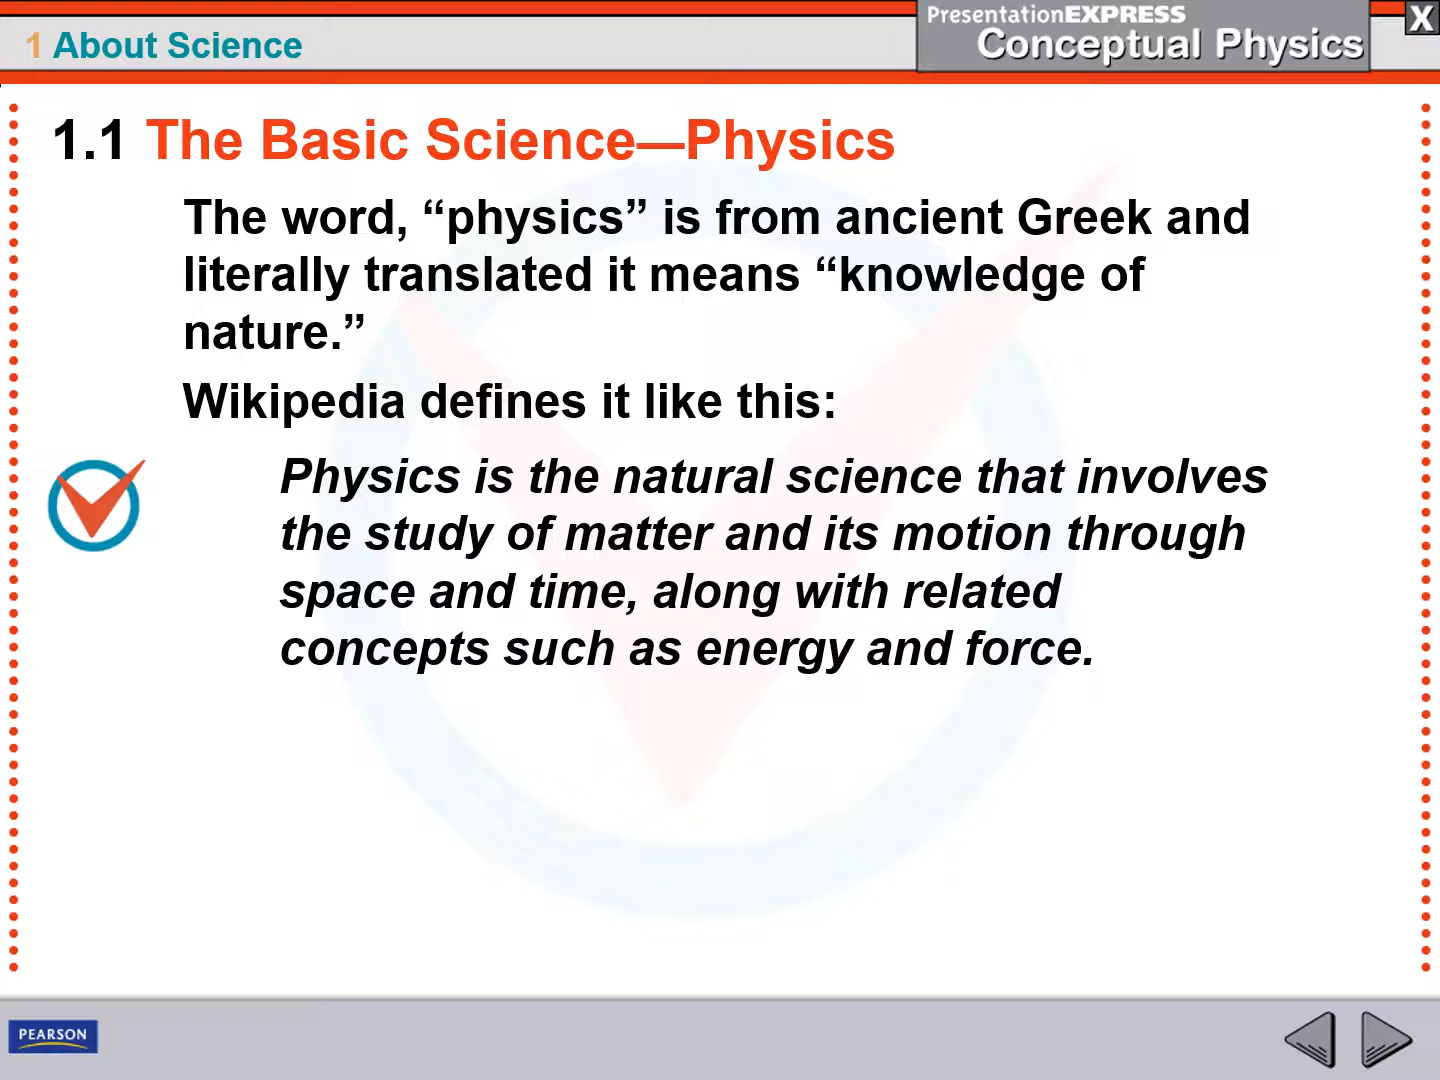 1 About Science
PresentationEXPRESS
Conceptual Physics
X
1.1 The Basic Science—Physics
The word, “physics” is from ancient Greek and
literally translated it means “knowledge of
nature.”
Wikipedia defines it like this:
Physics is the natural science that involves
the study of matter and its motion through
space and time, along with related
concepts such as energy and force.
PEARSON